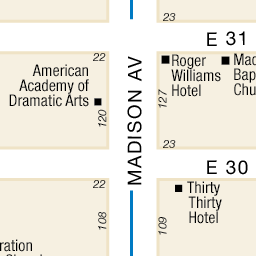 23
E 31
22
American
Academy of
Dramatic Arts
120
MADISON AV
Roger
Williams
Hotel
127
23
E 30
22
108
Thirty
Thirty
Hotel
109